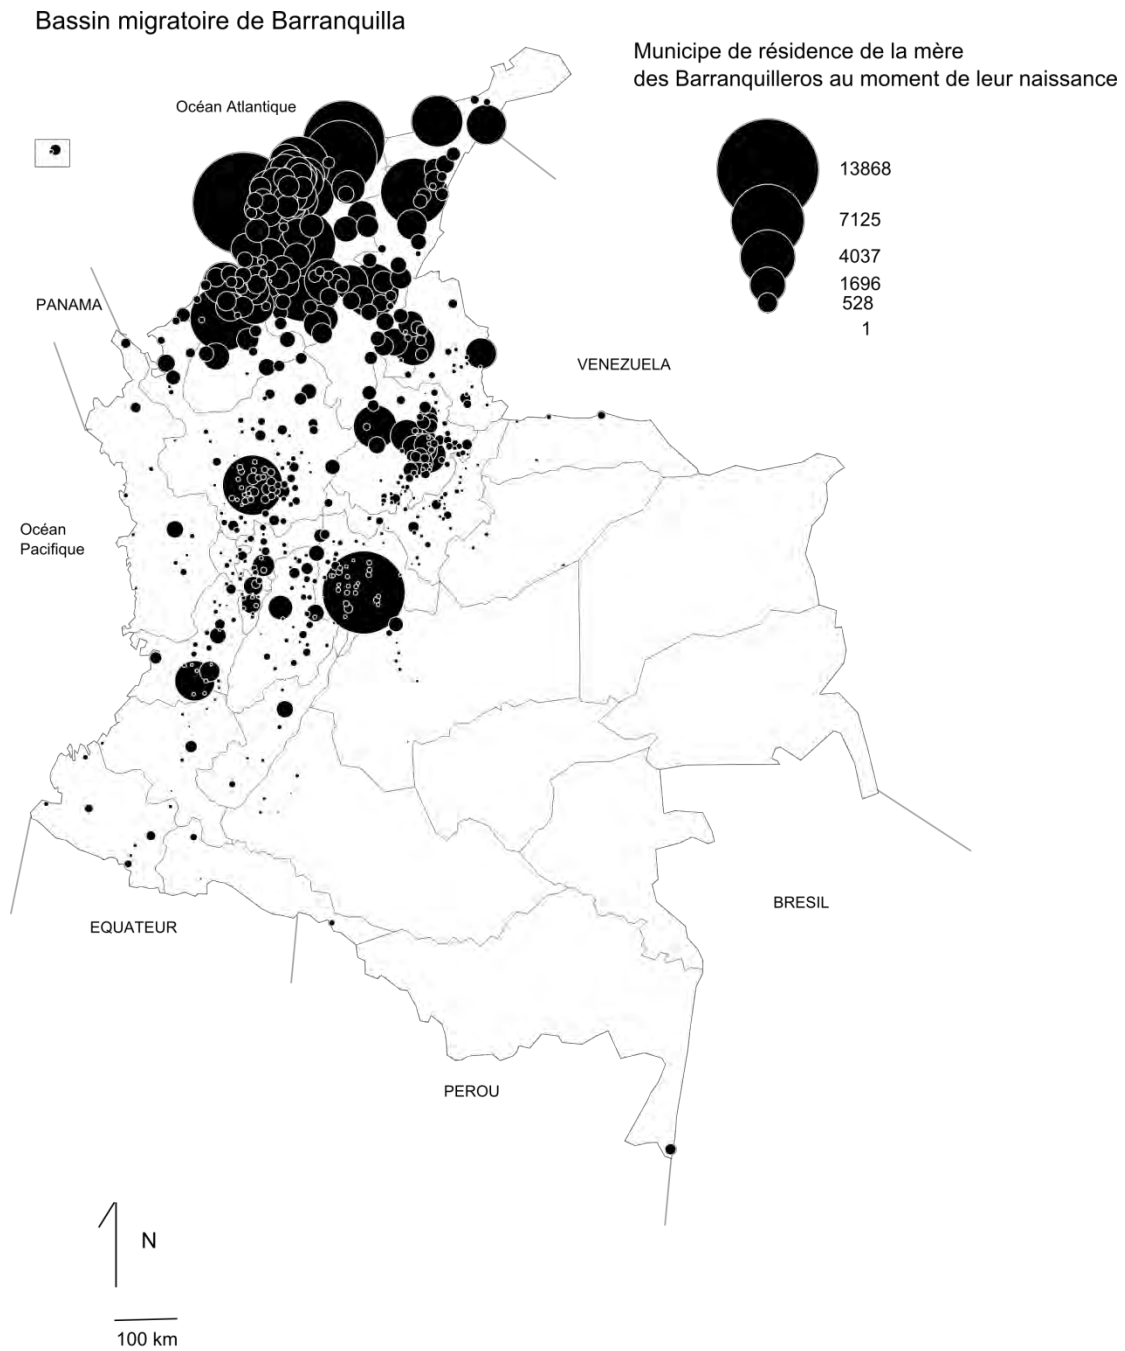 Bassin migratoire de Barranquilla
Municipe de résidence de la mère
des Barranquilleros au moment de leur naissance
Océan Atlantique
13868
7125
4037
1696
528
1
PANAMA
VENEZUELA
Océan
Pacifique
BRESIL
EQUATEUR
PEROU
N
100 km